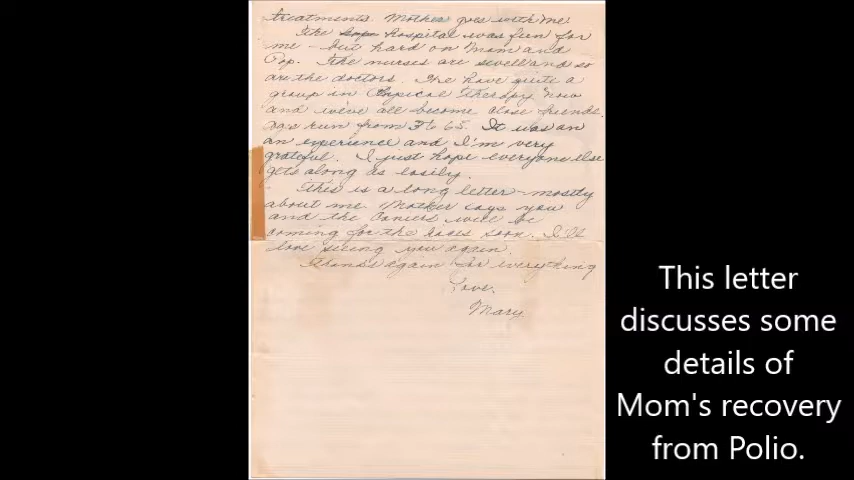 treatments. Mother goes with me.
The hospital was fun for
me - but hard on Mom and
Pop. The nurses are swell and so
are the doctors. We have quite a
group in Physical Therapy now
and we've all become close friends.
Age run from 3 to 65. It was an
an experience and I'm very
grateful. I just hope everyone else
gets along as easily.
This is a long letter - mostly
about me. Mother says you
and the will be
coming for the races soon. I'll
love seeing you again.
Thanks again for everything
Love,
Mary
This letter
discusses some
details of
Mom's recovery
from Polio.